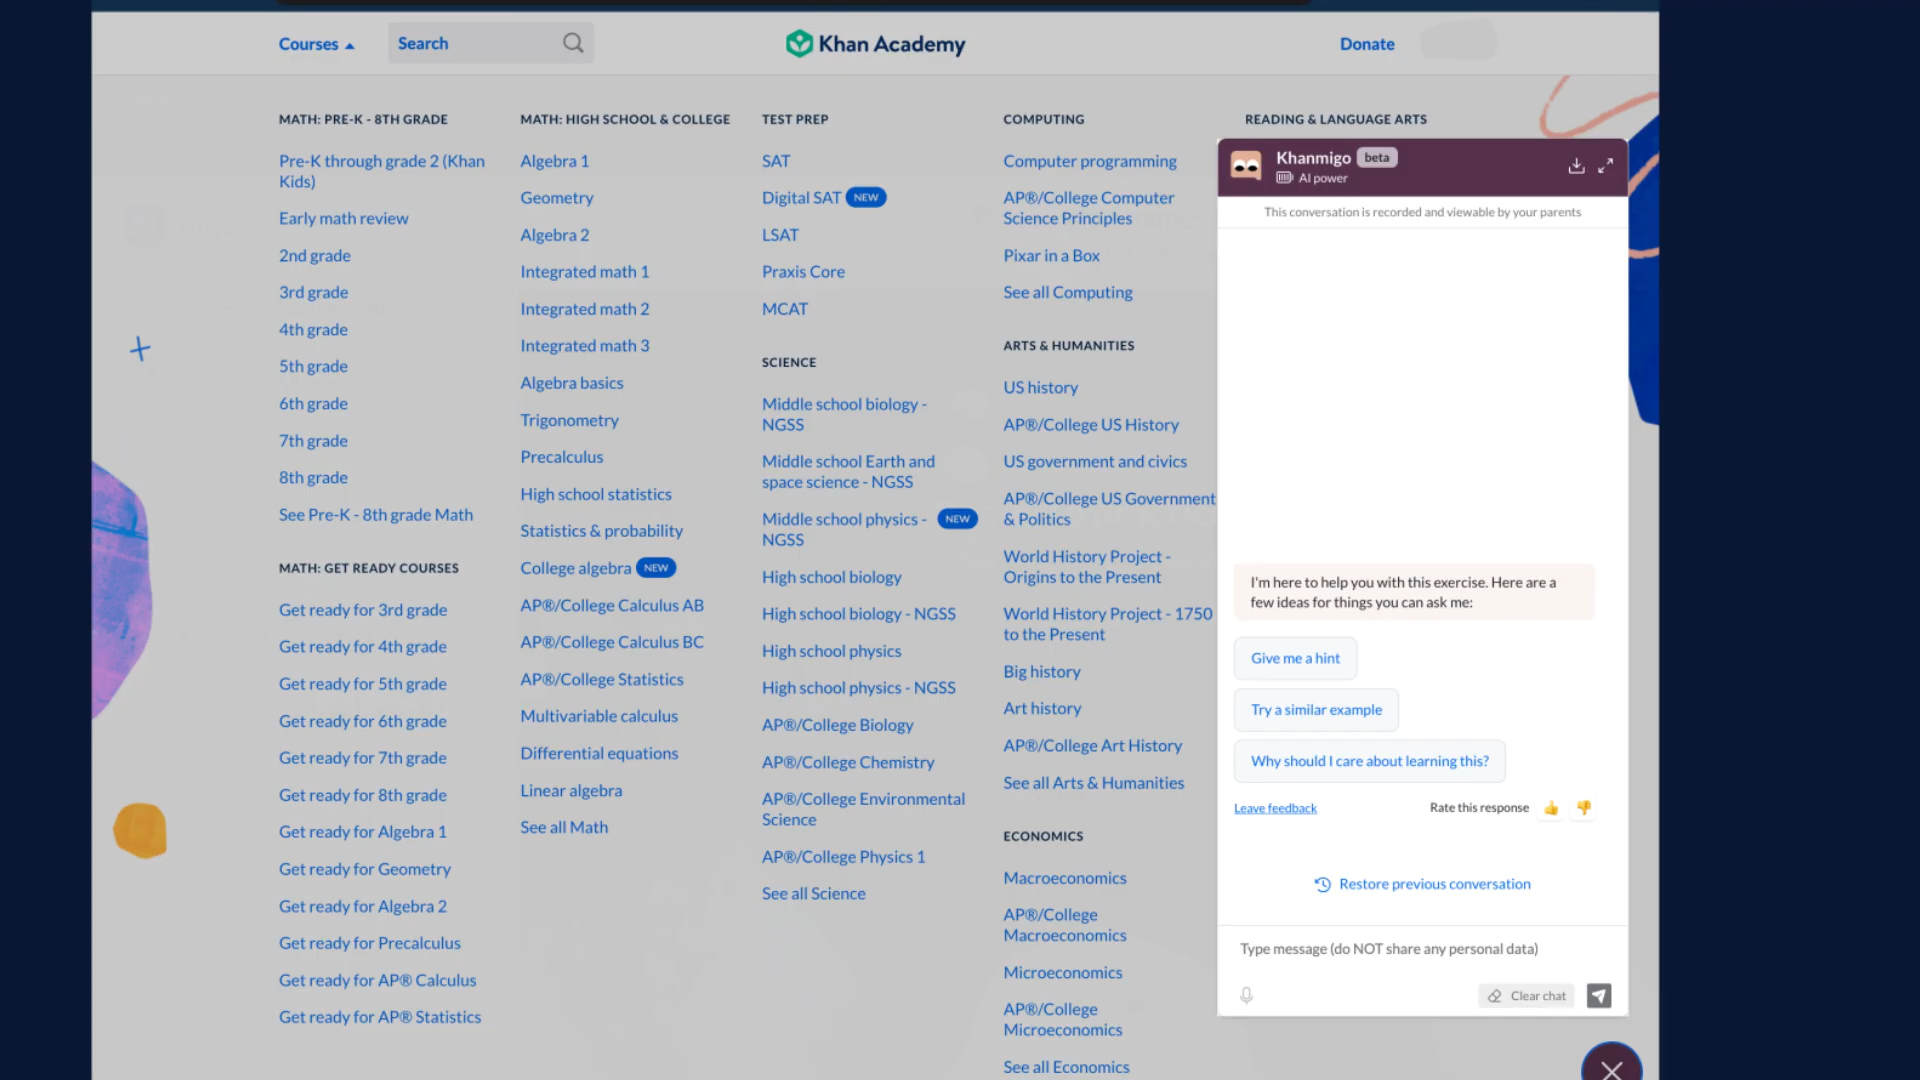 Courses
Search
Khan Academy
Donate
MATH: PRE-K - 8TH GRADE
Pre-K through grade 2 (Khan
Kids)
Early math review
2nd grade
3rd grade
4th grade
5th grade
6th grade
7th grade
8th grade
See Pre-K - 8th grade Math
MATH: GET READY COURSES
Get ready for 3rd grade
Get ready for 4th grade
Get ready for 5th grade
Get ready for 6th grade
Get ready for 7th grade
Get ready for 8th grade
Get ready for Algebra 1
Get ready for Geometry
Get ready for Algebra 2
Get ready for Precalculus
Get ready for AP® Calculus
Get ready for AP® Statistics
MATH: HIGH SCHOOL & COLLEGE
Algebra 1
Geometry
Algebra 2
Integrated math 1
Integrated math 2
Integrated math 3
Algebra basics
Trigonometry
Precalculus
High school statistics
Statistics & probability
College algebra NEW
AP®/College Calculus AB
AP®/College Calculus BC
AP®/College Statistics
Multivariable calculus
Differential equations
Linear algebra
See all Math
TEST PREP
SAT
Digital SAT NEW
LSAT
Praxis Core
MCAT
SCIENCE
Middle school biology -
NGSS
Middle school Earth and
space science - NGSS
Middle school physics - NEW
NGSS
High school biology
High school biology - NGSS
High school physics
High school physics - NGSS
AP®/College Biology
AP®/College Chemistry
AP®/College Environmental
Science
AP®/College Physics 1
See all Science
COMPUTING
Computer programming
AP®/College Computer
Science Principles
Pixar in a Box
See all Computing
ARTS & HUMANITIES
US history
AP®/College US History
US government and civics
AP®/College US Government
& Politics
World History Project -
Origins to the Present
World History Project - 1750
to the Present
Big history
Art history
AP®/College Art History
See all Arts & Humanities
ECONOMICS
Macroeconomics
AP®/College
Macroeconomics
Microeconomics
AP®/College
Microeconomics
See all Economics
READING & LANGUAGE ARTS
Khanmigo beta
AI power
This conversation is recorded and viewable by your parents
I'm here to help you with this exercise. Here are a
few ideas for things you can ask me:
Give me a hint
Try a similar example
Why should I care about learning this?
Leave feedback
Rate this response
Restore previous conversation
Type message (do NOT share any personal data)
Clear chat